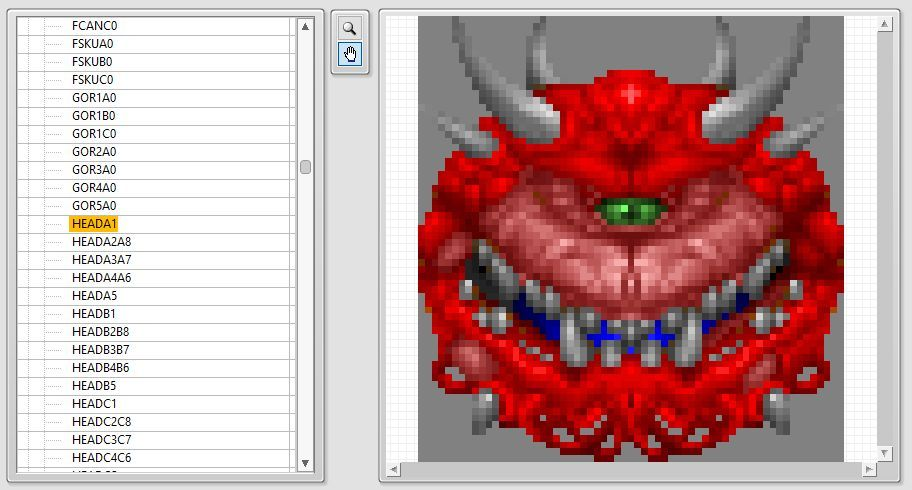 FCANC0
FSKUA0
FSKUB0
FSKUC0
GOR1A0
GOR1B0
GOR1C0
GOR2A0
GOR3A0
GOR4A0
GOR5A0
HEADA1
HEADA2A8
HEADA3A7
HEADA4A6
HEADA5
HEADB1
HEADB2B8
HEADB3B7
HEADB4B6
HEADB5
HEADC1
HEADC2C8
HEADC3C7
HEADC4C6